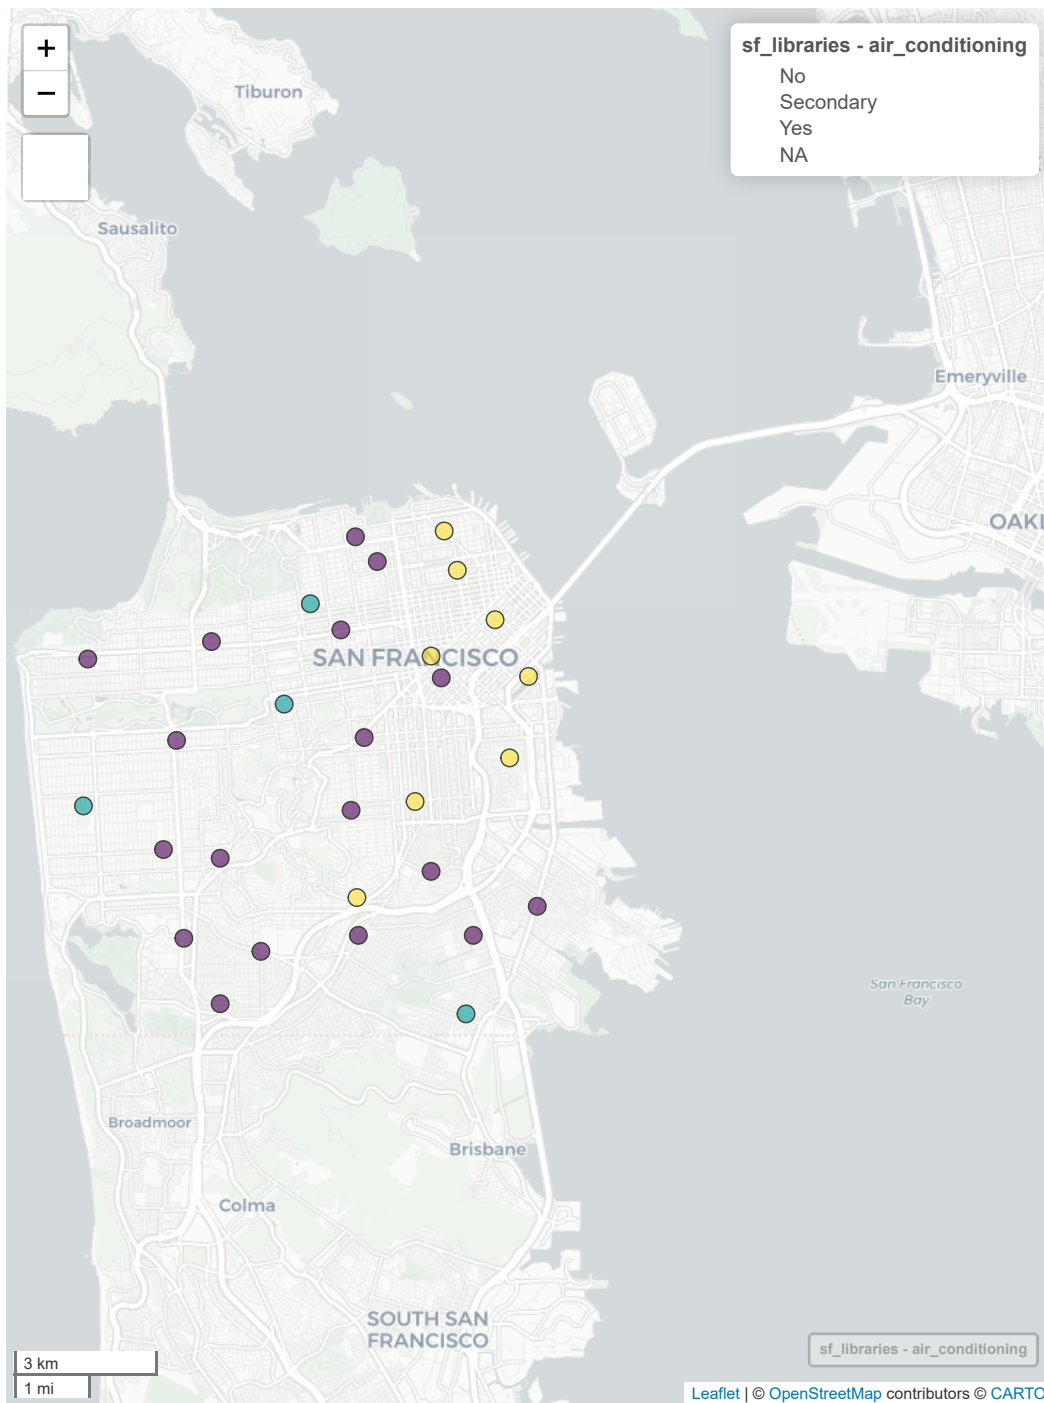 +
−
sf_libraries - air_conditioning
No
Secondary
Yes
NA
Tiburon
Sausalito
Emeryville
OAKL
SAN FRANCISCO
San Francisco
Bay
Broadmoor
Brisbane
Colma
SOUTH SAN
FRANCISCO
3 km
1 mi
sf_libraries - air_conditioning
Leaflet | © OpenStreetMap contributors © CARTO